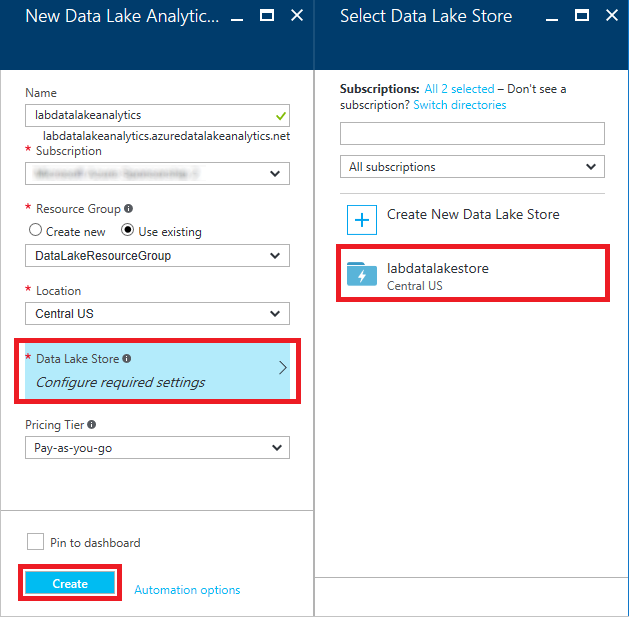 New Data Lake Analytic...
Name
labdatalakeanalytics
labdatalakeanalytics.azuredatalakeanalytics.net
* Subscription
* Resource Group
Create new Use existing
DataLakeResourceGroup
* Location
Central US
* Data Lake Store
Configure required settings
Pricing Tier
Pay-as-you-go
Pin to dashboard
Create Automation options
Select Data Lake Store
Subscriptions: All 2 selected – Don't see a
subscription? Switch directories
All subscriptions
Create New Data Lake Store
labdatalakestore
Central US